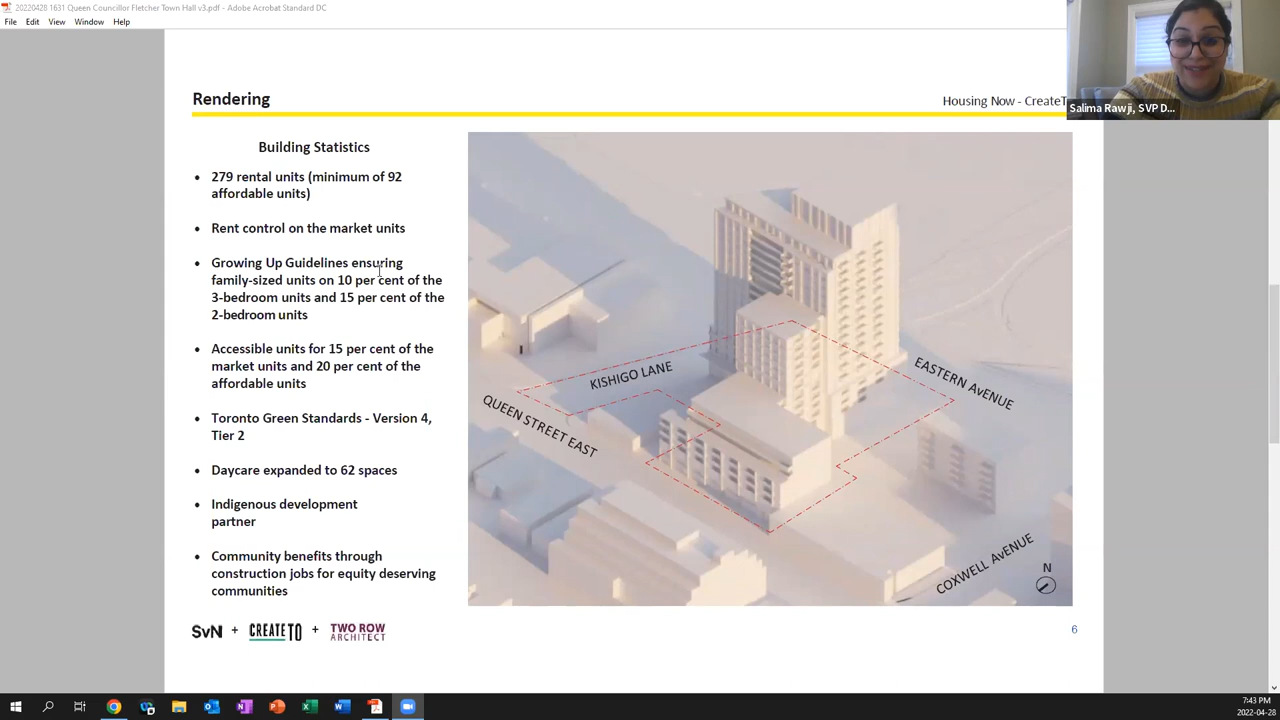 20220428 1631 Queen Councillor Fletcher Town Hall v3.pdf - Adobe Acrobat Standard DC
File Edit View Window Help
Salima Rawji, SVP D...
Rendering
Housing Now - CreateT
Building Statistics
• 279 rental units (minimum of 92
affordable units)
• Rent control on the market units
• Growing Up Guidelines ensuring
family-sized units on 10 per cent of the
3-bedroom units and 15 per cent of the
2-bedroom units
• Accessible units for 15 per cent of the
market units and 20 per cent of the
affordable units
• Toronto Green Standards - Version 4,
Tier 2
• Daycare expanded to 62 spaces
• Indigenous development
partner
• Community benefits through
construction jobs for equity deserving
communities
KISHIGO LANE
QUEEN STREET EAST
EASTERN AvENUE
COXWELL AvENUE
N
SvN + CREATETO + TWO ROW
ARCHITECT
6
7:43 PM
2022-04-28